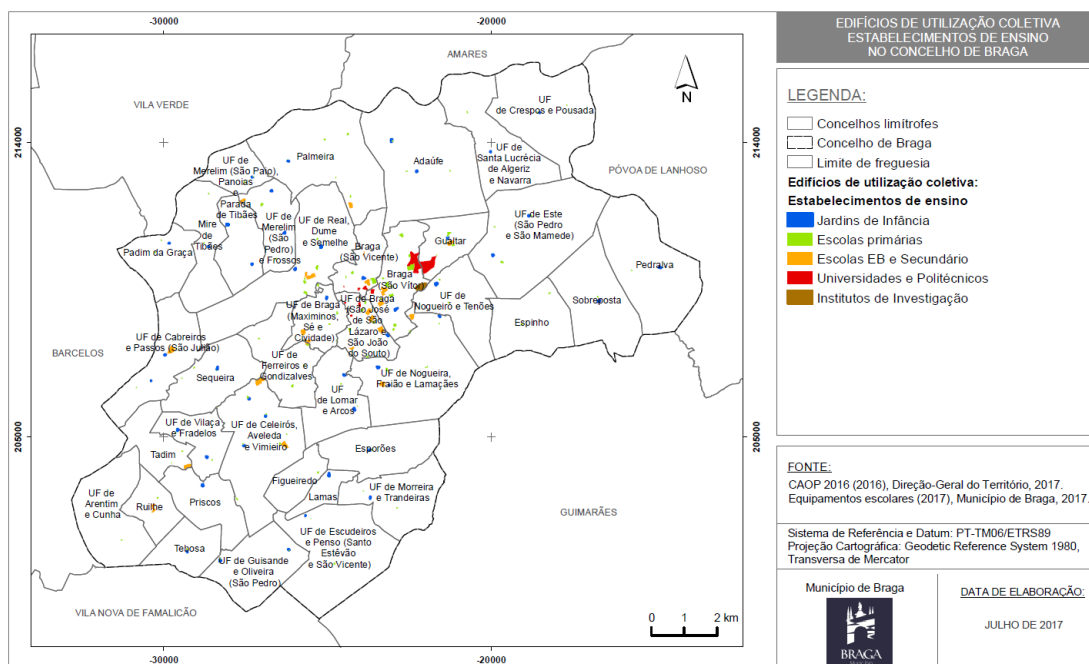 -30000
-20000
EDIFÍCIOS DE UTILIZAÇÃO COLETIVA
ESTABELECIMENTOS DE ENSINO
NO CONCELHO DE BRAGA
AMARES
N
VILA VERDE
UF
de Crespos e Pousada
LEGENDA:
Concelhos limítrofes
Concelho de Braga
Limite de freguesia
Edifícios de utilização coletiva:
Estabelecimentos de ensino
Jardins de Infância
Escolas primárias
Escolas EB e Secundário
Universidades e Politécnicos
Institutos de Investigação
214000
214000
Palmeira
Adaúfe
UF de
Santa Lucrécia
de Algeriz
e Navarra
PÓVOA DE LANHOSO
UF de
Merelim (São Paio),
Panoias
e
Parada
de Tibães
Mire
de
Tibães
UF de
Merelim
(São
Pedro)
e Frossos
UF de Real,
Dume
e Semelhe
UF de Este
(São Pedro
e São Mamede)
Gualtar
Braga
(São Vicente)
Padim da Graça
Pedralva
Braga
(São Vítor)
UF de
Nogueiró e Tenões
Sobreposta
Espinho
UF de Braga
(Maximinos,
Sé e
Cividade)
UF de Braga
(São José
de São
Lázaro e
São João
do Souto)
UF de Cabreiros
e Passos (São Julião)
BARCELOS
Sequeira
UF de
Ferreiros e
Gondizalves
UF de Nogueira,
Fraião e Lamaçães
UF
de Lomar
e Arcos
UF de Vilaça
e Fradelos
UF de Celeirós,
Aveleda
e Vimieiro
205000
205000
Tadim
Esporões
Figueiredo
UF de Morreira
e Trandeiras
Lamas
UF de
Arentim
e Cunha
Ruilhe
Priscos
GUIMARÃES
UF de Escudeiros
e Penso (Santo
Estêvão
e São Vicente)
Tebosa
UF de Guisande
e Oliveira
(São Pedro)
VILA NOVA DE FAMALICÃO
0 1 2 km
-30000
-20000
FONTE:
CAOP 2016 (2016), Direção-Geral do Território, 2017.
Equipamentos escolares (2017), Município de Braga, 2017.
Sistema de Referência e Datum: PT-TM06/ETRS89
Projeção Cartográfica: Geodetic Reference System 1980,
Transversa de Mercator
Município de Braga
BRAGA
DATA DE ELABORAÇÃO:
JULHO DE 2017